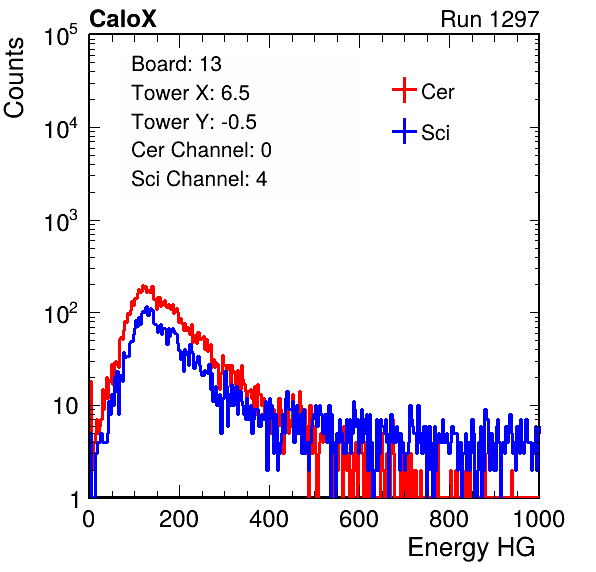 CaloX Run 1297
Counts
Board: 13
Tower X: 6.5
Tower Y: -0.5
Cer Channel: 0
Sci Channel: 4
Cer
Sci
10^5
10^4
10^3
10^2
10
1
0 200 400 600 800 1000
Energy HG